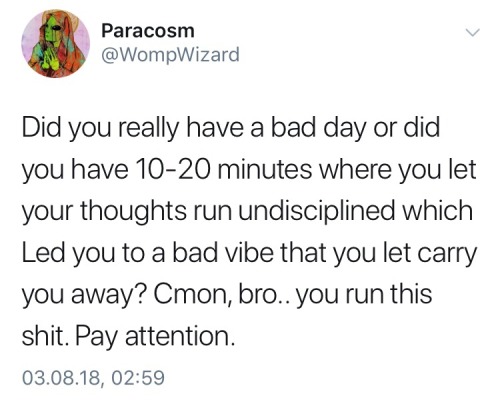 Paracosm
@WompWizard
Did you really have a bad day or did
you have 10-20 minutes where you let
your thoughts run undisciplined which
Led you to a bad vibe that you let carry
you away? Cmon, bro.. you run this
shit. Pay attention.
03.08.18, 02:59